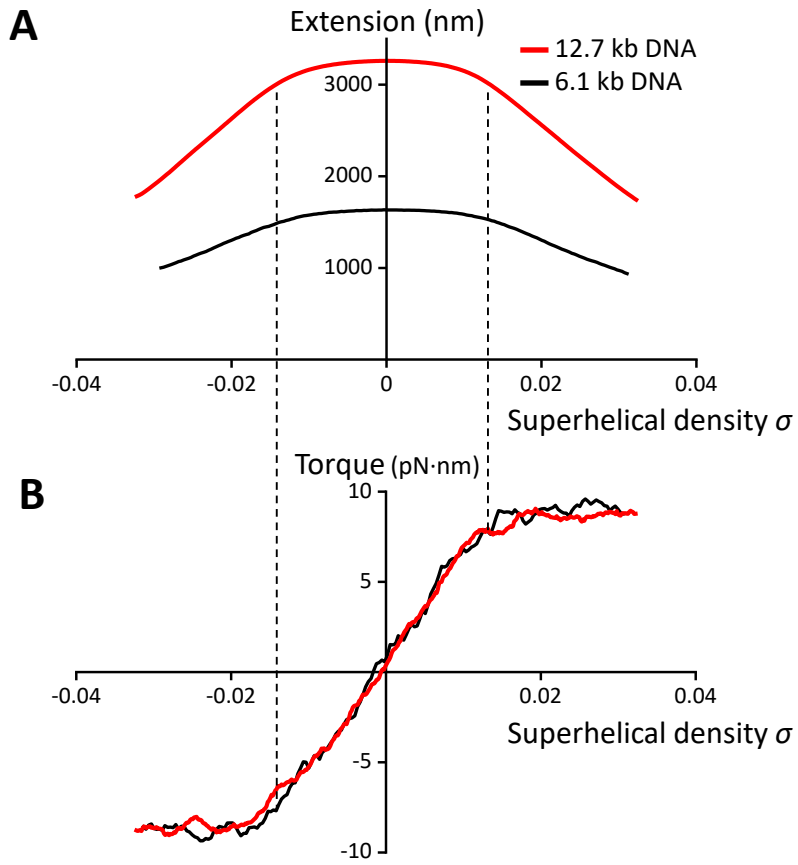 A
Extension (nm)
12.7 kb DNA
6.1 kb DNA
3000
2000
1000
-0.04 -0.02 0 0.02 0.04
Superhelical density σ
B
Torque (pN·nm)
10
5
-0.04 -0.02 0.02 0.04
Superhelical density σ
-5
-10